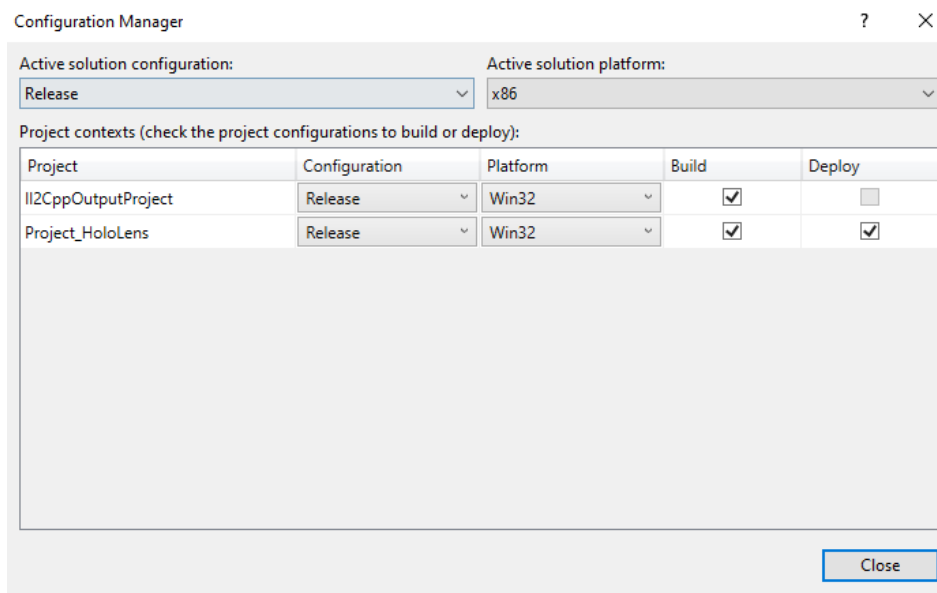 Configuration Manager ? ×
Active solution configuration: Active solution platform:
Release x86
Project contexts (check the project configurations to build or deploy):
Project Configuration Platform Build Deploy
Il2CppOutputProject Release Win32
Project_HoloLens Release Win32
Close